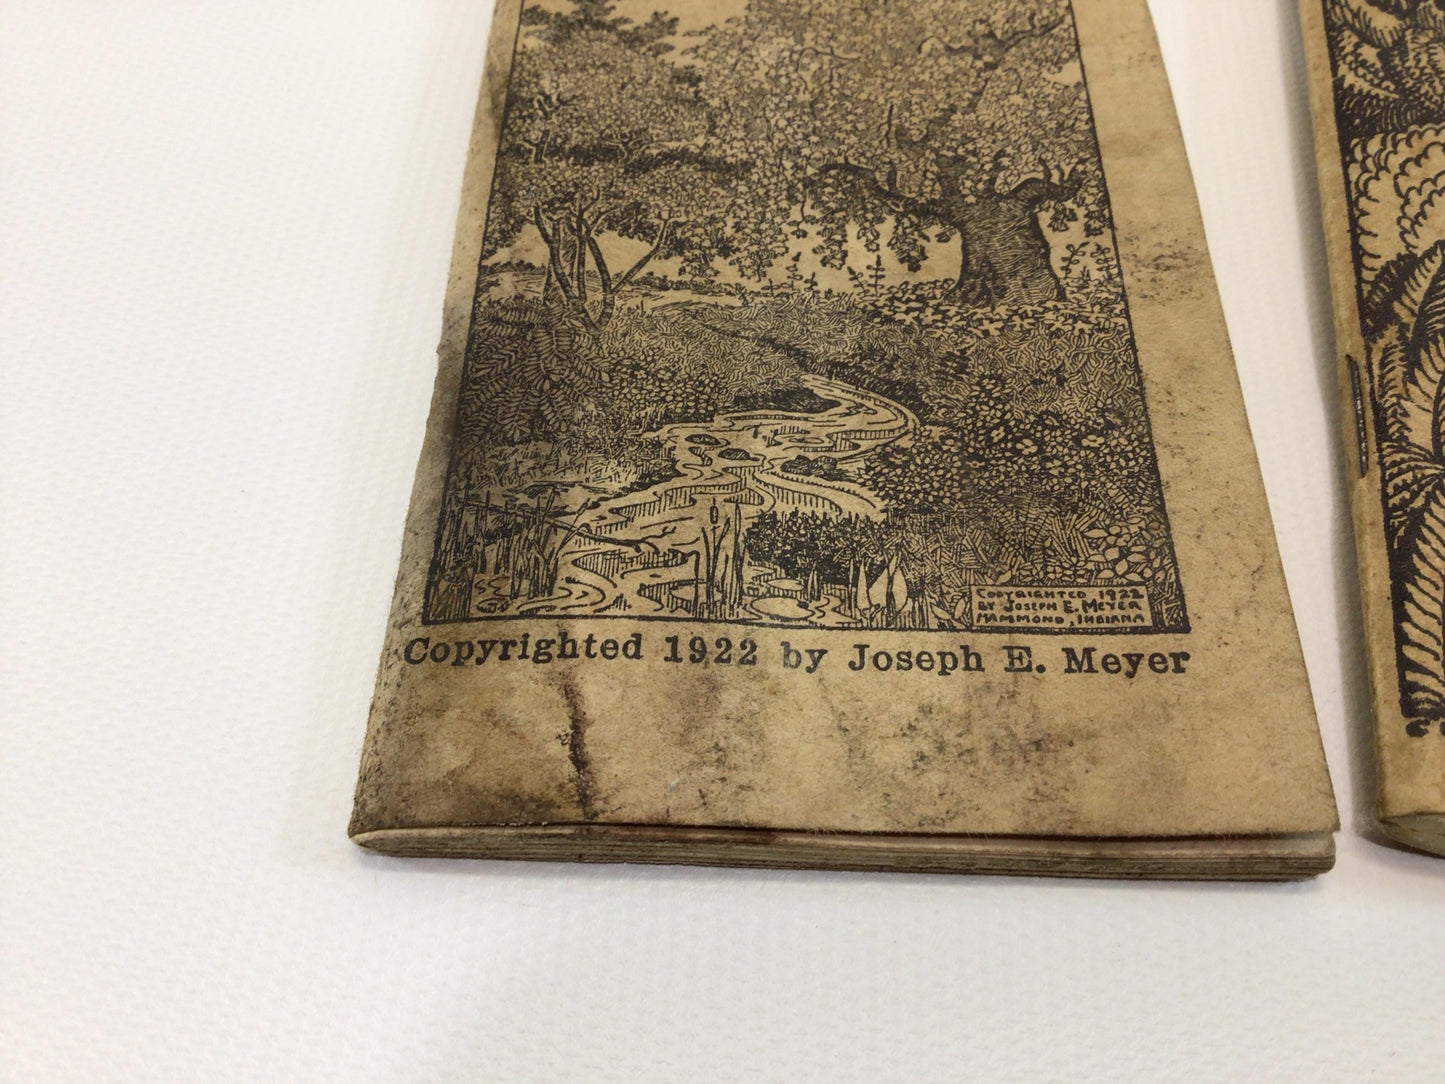 COPYRIGHTED 1922
BY JOSEPH E. MEYER
HAMMOND, INDIANA
Copyrighted 1922 by Joseph E. Meyer